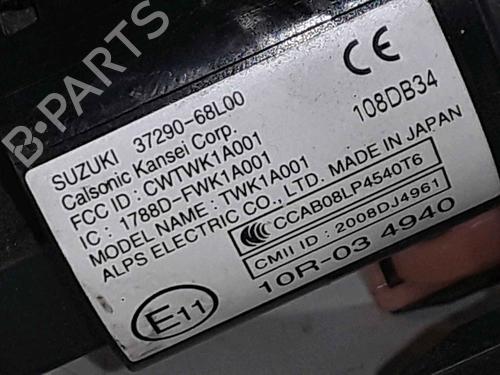 B-PARTS
SUZUKI 37290-68L00
Calsonic Kansei Corp.
FCC ID : CWTWK1A001
IC : 1788D-FWK1A001
MODEL NAME : TWK1A001
ALPS ELECTRIC CO., LTD. MADE IN JAPAN
CE
108DB34
CCC CCAB08LP4540T6
CMII ID : 2008DJ4961
10R-03 4940
E11